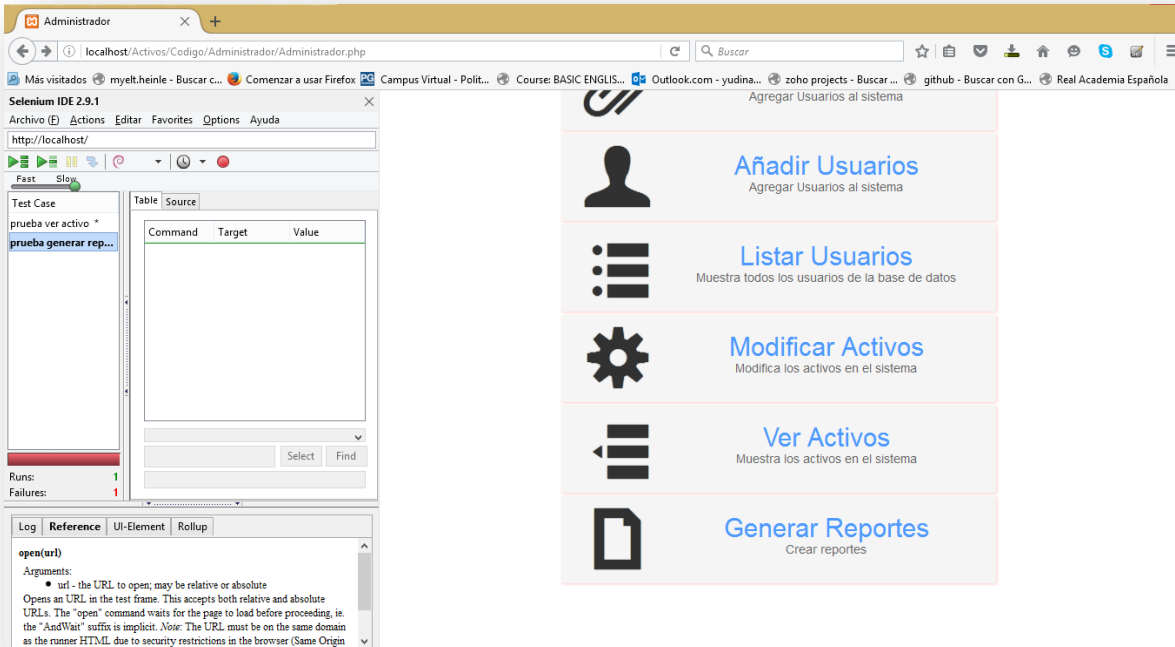 Administrador
localhost/Activos/Codigo/Administrador/Administrador.php
Buscar
Más visitados myelt.heinle - Buscar c... Comenzar a usar Firefox Campus Virtual - Polit... Course: BASIC ENGLIS... Outlook.com - yudina... zoho projects - Buscar ... github - Buscar con G... Real Academia Española
Selenium IDE 2.9.1
Archivo (F) Actions Editar Favorites Options Ayuda
http://localhost/
Fast Slow
Test Case
prueba ver activo *
prueba generar rep...
Table Source
Command Target Value
Select Find
Runs: 1
Failures: 1
Log Reference UI-Element Rollup
open(url)
Arguments:
• url - the URL to open; may be relative or absolute
Opens an URL in the test frame. This accepts both relative and absolute
URLs. The "open" command waits for the page to load before proceeding, ie.
the "AndWait" suffix is implicit. Note: The URL must be on the same domain
as the runner HTML due to security restrictions in the browser (Same Origin
Agregar Usuarios al sistema
Añadir Usuarios
Agregar Usuarios al sistema
Listar Usuarios
Muestra todos los usuarios de la base de datos
Modificar Activos
Modifica los activos en el sistema
Ver Activos
Muestra los activos en el sistema
Generar Reportes
Crear reportes